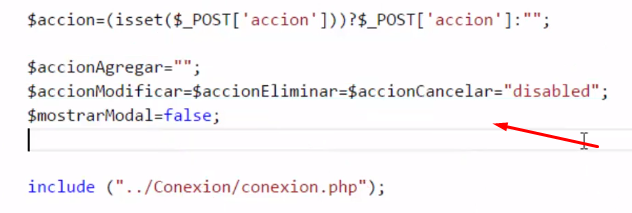 $accion=(isset($_POST['accion']))?$_POST['accion']:"";
$accionAgregar="";
$accionModificar=$accionEliminar=$accionCancelar="disabled";
$mostrarModal=false;
include ("../Conexion/conexion.php");